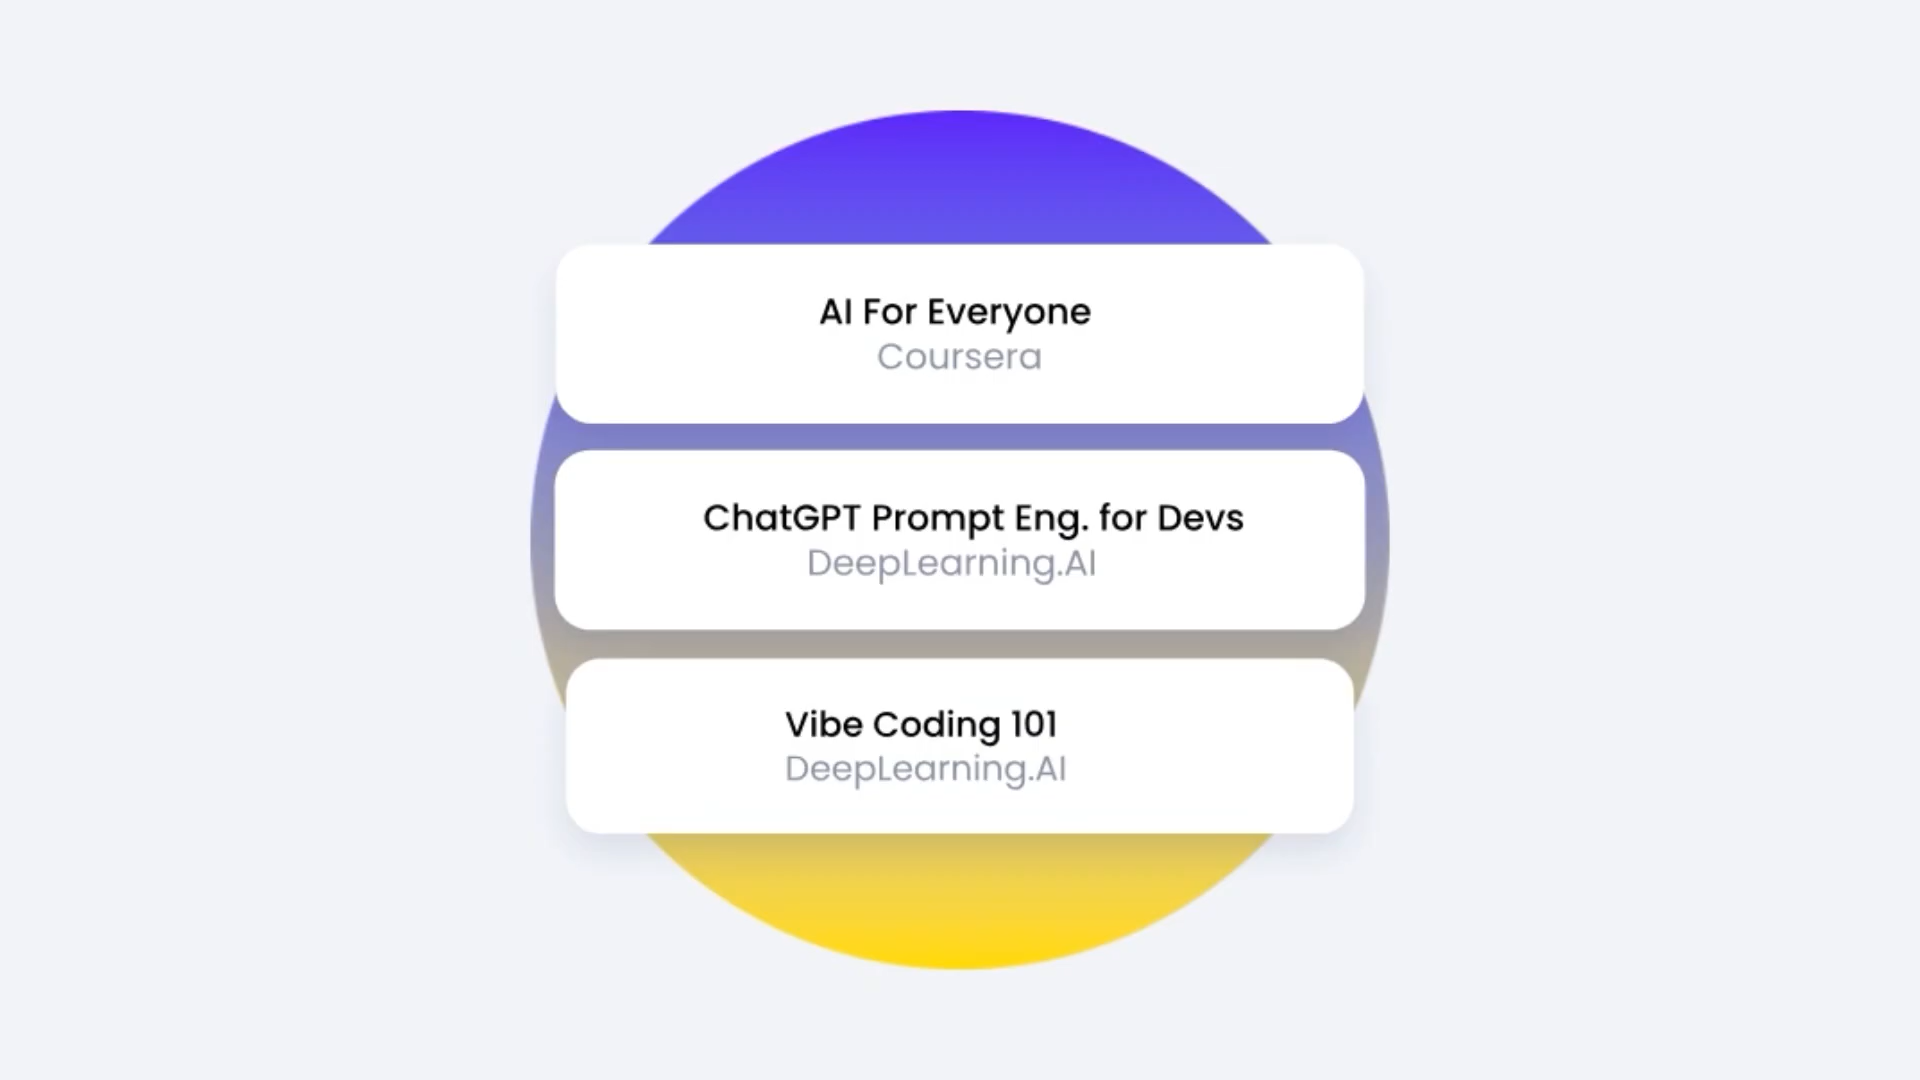 AI For Everyone
Coursera
ChatGPT Prompt Eng. for Devs
DeepLearning.AI
Vibe Coding 101
DeepLearning.AI